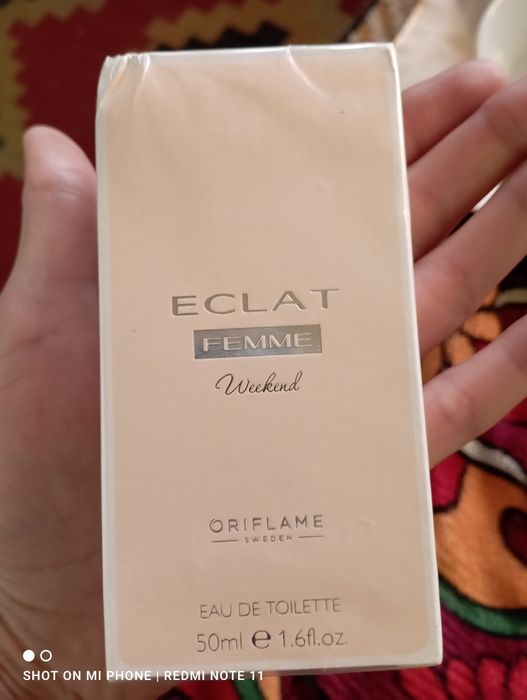 ECLAT
FEMME
Weekend
ORIFLAME
SWEDEN
EAU DE TOILETTE
50ml ℮ 1.6fl.oz.
SHOT ON MI PHONE | REDMI NOTE 11